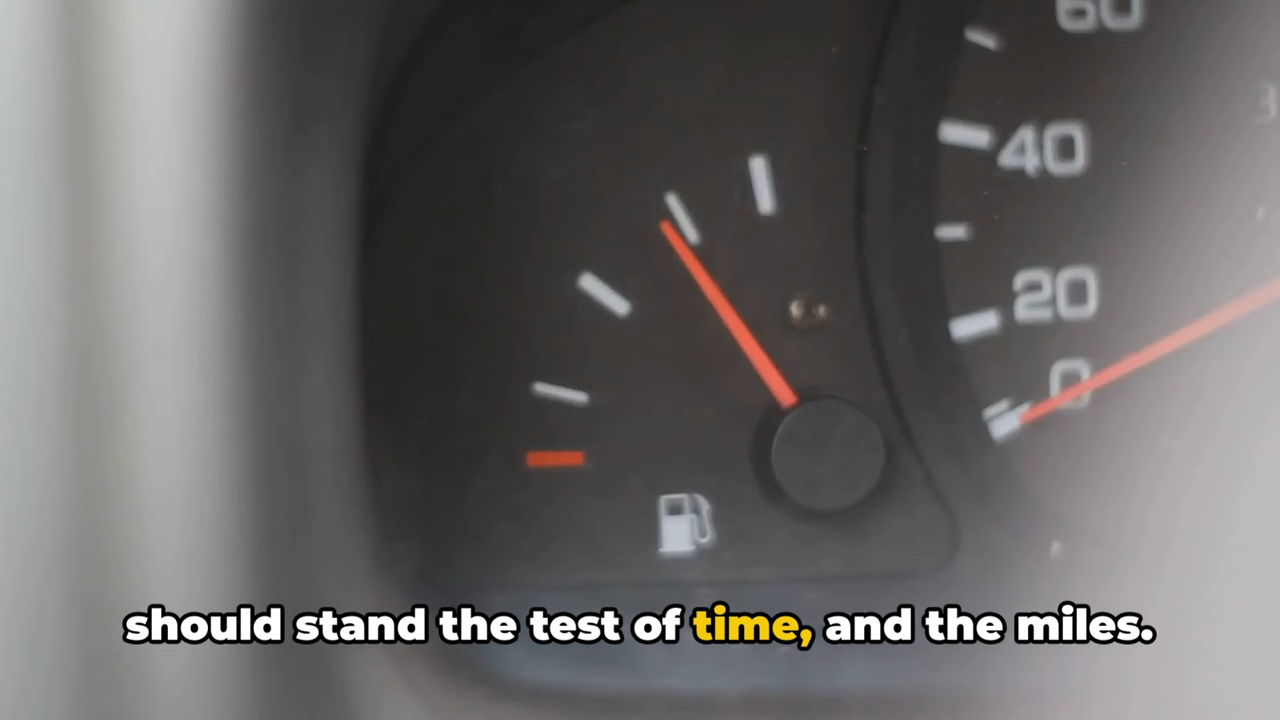 60
40
20
0
should stand the test of time, and the miles.